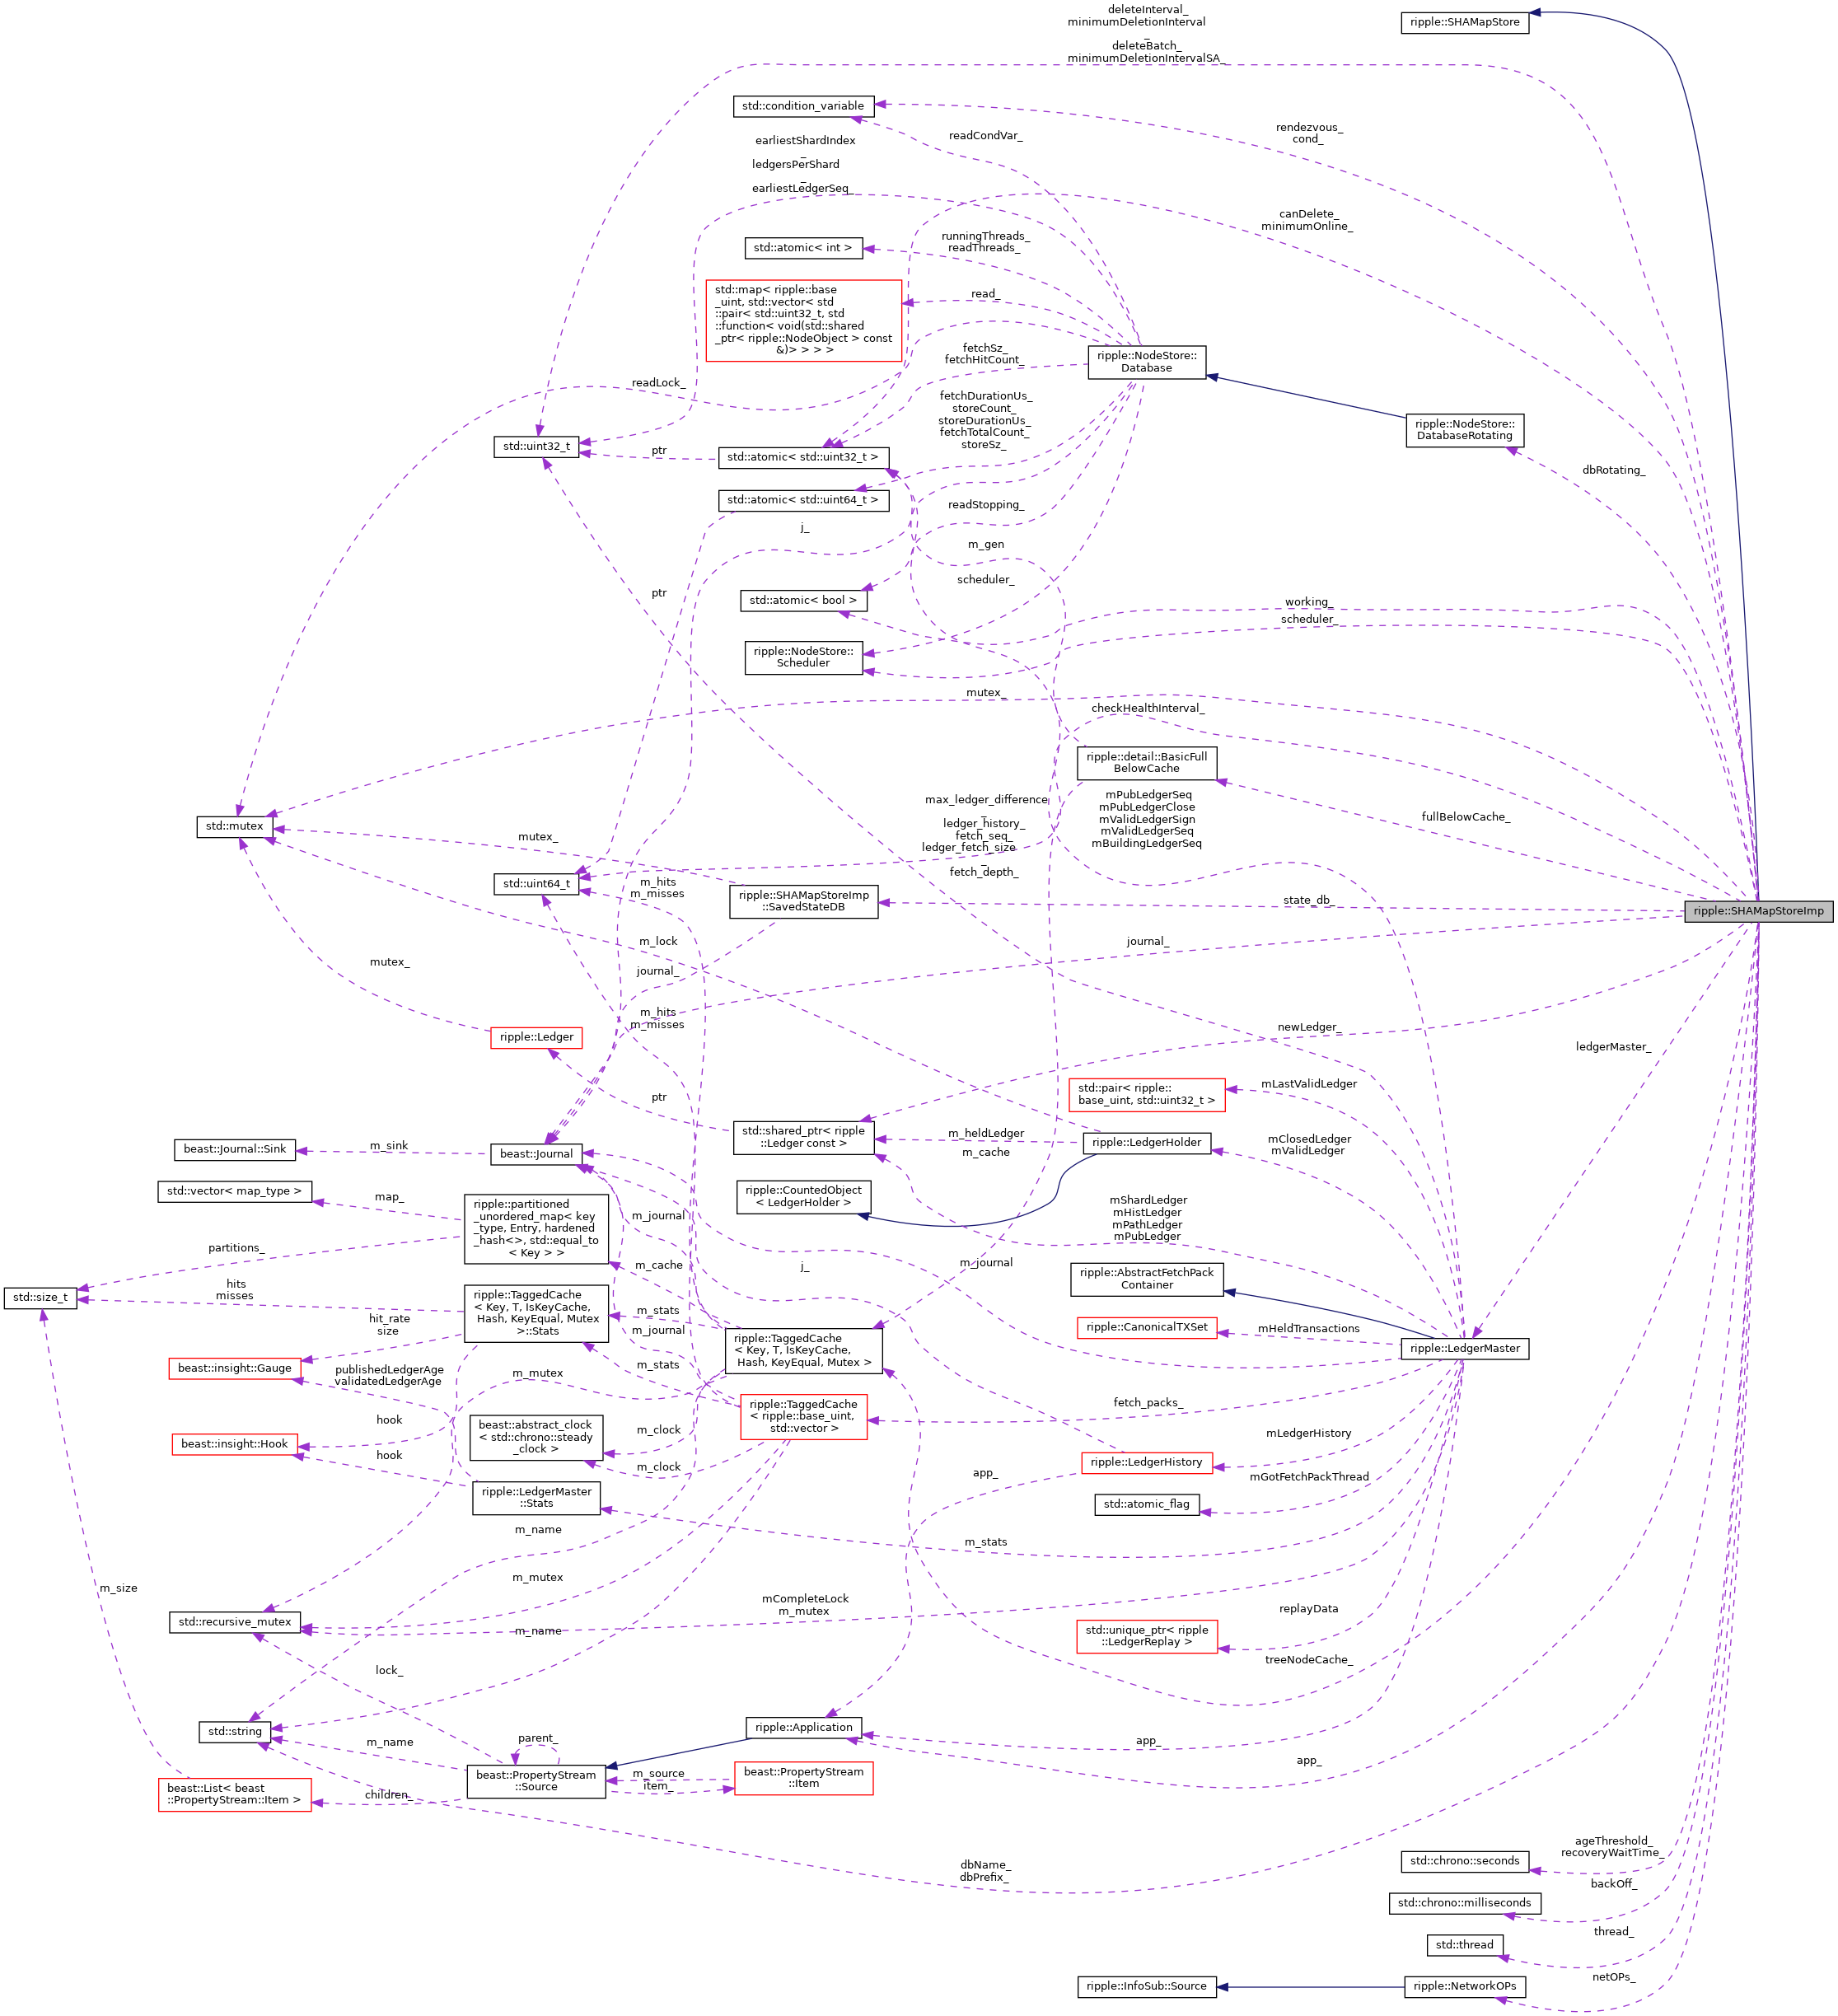 deleteInterval_
minimumDeletionInterval
_
deleteBatch_
minimumDeletionIntervalSA_
ripple::SHAMapStore
std::condition_variable
rendezvous_
cond_
readCondVar_
earliestShardIndex
_
ledgersPerShard
_
earliestLedgerSeq_
canDelete_
minimumOnline_
std::atomic< int >
runningThreads_
readThreads_
std::map< ripple::base
_uint, std::vector< std
::pair< std::uint32_t, std
::function< void(std::shared
_ptr< ripple::NodeObject > const
&)> > > >
read_
fetchSz_
fetchHitCount_
ripple::NodeStore::
Database
readLock_
fetchDurationUs_
storeCount_
storeDurationUs_
fetchTotalCount_
storeSz_
ripple::NodeStore::
DatabaseRotating
std::uint32_t
ptr
std::atomic< std::uint32_t >
dbRotating_
std::atomic< std::uint64_t >
readStopping_
j_
m_gen
scheduler_
ptr
std::atomic< bool >
working_
scheduler_
ripple::NodeStore::
Scheduler
mutex_
checkHealthInterval_
ripple::detail::BasicFull
BelowCache
max_ledger_difference
_
ledger_history_
fetch_seq_
ledger_fetch_size
_
fetch_depth_
mPubLedgerSeq
mPubLedgerClose
mValidLedgerSign
mValidLedgerSeq
mBuildingLedgerSeq
fullBelowCache_
std::mutex
mutex_
std::uint64_t
m_hits
m_misses
ripple::SHAMapStoreImp
::SavedStateDB
state_db_
ripple::SHAMapStoreImp
m_lock
journal_
journal_
mutex_
m_hits
m_misses
ripple::Ledger
newLedger_
ledgerMaster_
ptr
std::pair< ripple::
base_uint, std::uint32_t >
mLastValidLedger
std::shared_ptr< ripple
::Ledger const >
m_heldLedger
m_cache
ripple::LedgerHolder
mClosedLedger
mValidLedger
beast::Journal::Sink
m_sink
beast::Journal
std::vector< map_type >
map_
ripple::partitioned
_unordered_map< key
_type, Entry, hardened
_hash<>, std::equal_to
< Key > >
ripple::CountedObject
< LedgerHolder >
mShardLedger
mHistLedger
mPathLedger
mPubLedger
m_journal
partitions_
m_cache
j_
m_journal
ripple::AbstractFetchPack
Container
std::size_t
hits
misses
ripple::TaggedCache
< Key, T, IsKeyCache,
Hash, KeyEqual, Mutex
>::Stats
m_stats
m_journal
hit_rate
size
ripple::TaggedCache
< Key, T, IsKeyCache,
Hash, KeyEqual, Mutex >
ripple::CanonicalTXSet
mHeldTransactions
ripple::LedgerMaster
beast::insight::Gauge
publishedLedgerAge
validatedLedgerAge
m_mutex
m_stats
ripple::TaggedCache
< ripple::base_uint,
std::vector >
fetch_packs_
hook
beast::abstract_clock
< std::chrono::steady
_clock >
m_clock
beast::insight::Hook
hook
m_clock
mLedgerHistory
ripple::LedgerHistory
app_
mGotFetchPackThread
ripple::LedgerMaster
::Stats
std::atomic_flag
m_name
m_stats
m_size
m_mutex
mCompleteLock
m_mutex
replayData
std::recursive_mutex
m_name
std::unique_ptr< ripple
::LedgerReplay >
lock_
treeNodeCache_
std::string
m_name
parent_
ripple::Application
app_
app_
beast::PropertyStream
::Source
m_source
item_
beast::PropertyStream
::Item
beast::List< beast
::PropertyStream::Item >
children_
dbName_
dbPrefix_
ageThreshold_
recoveryWaitTime_
std::chrono::seconds
backOff_
std::chrono::milliseconds
thread_
std::thread
netOPs_
ripple::InfoSub::Source
ripple::NetworkOPs